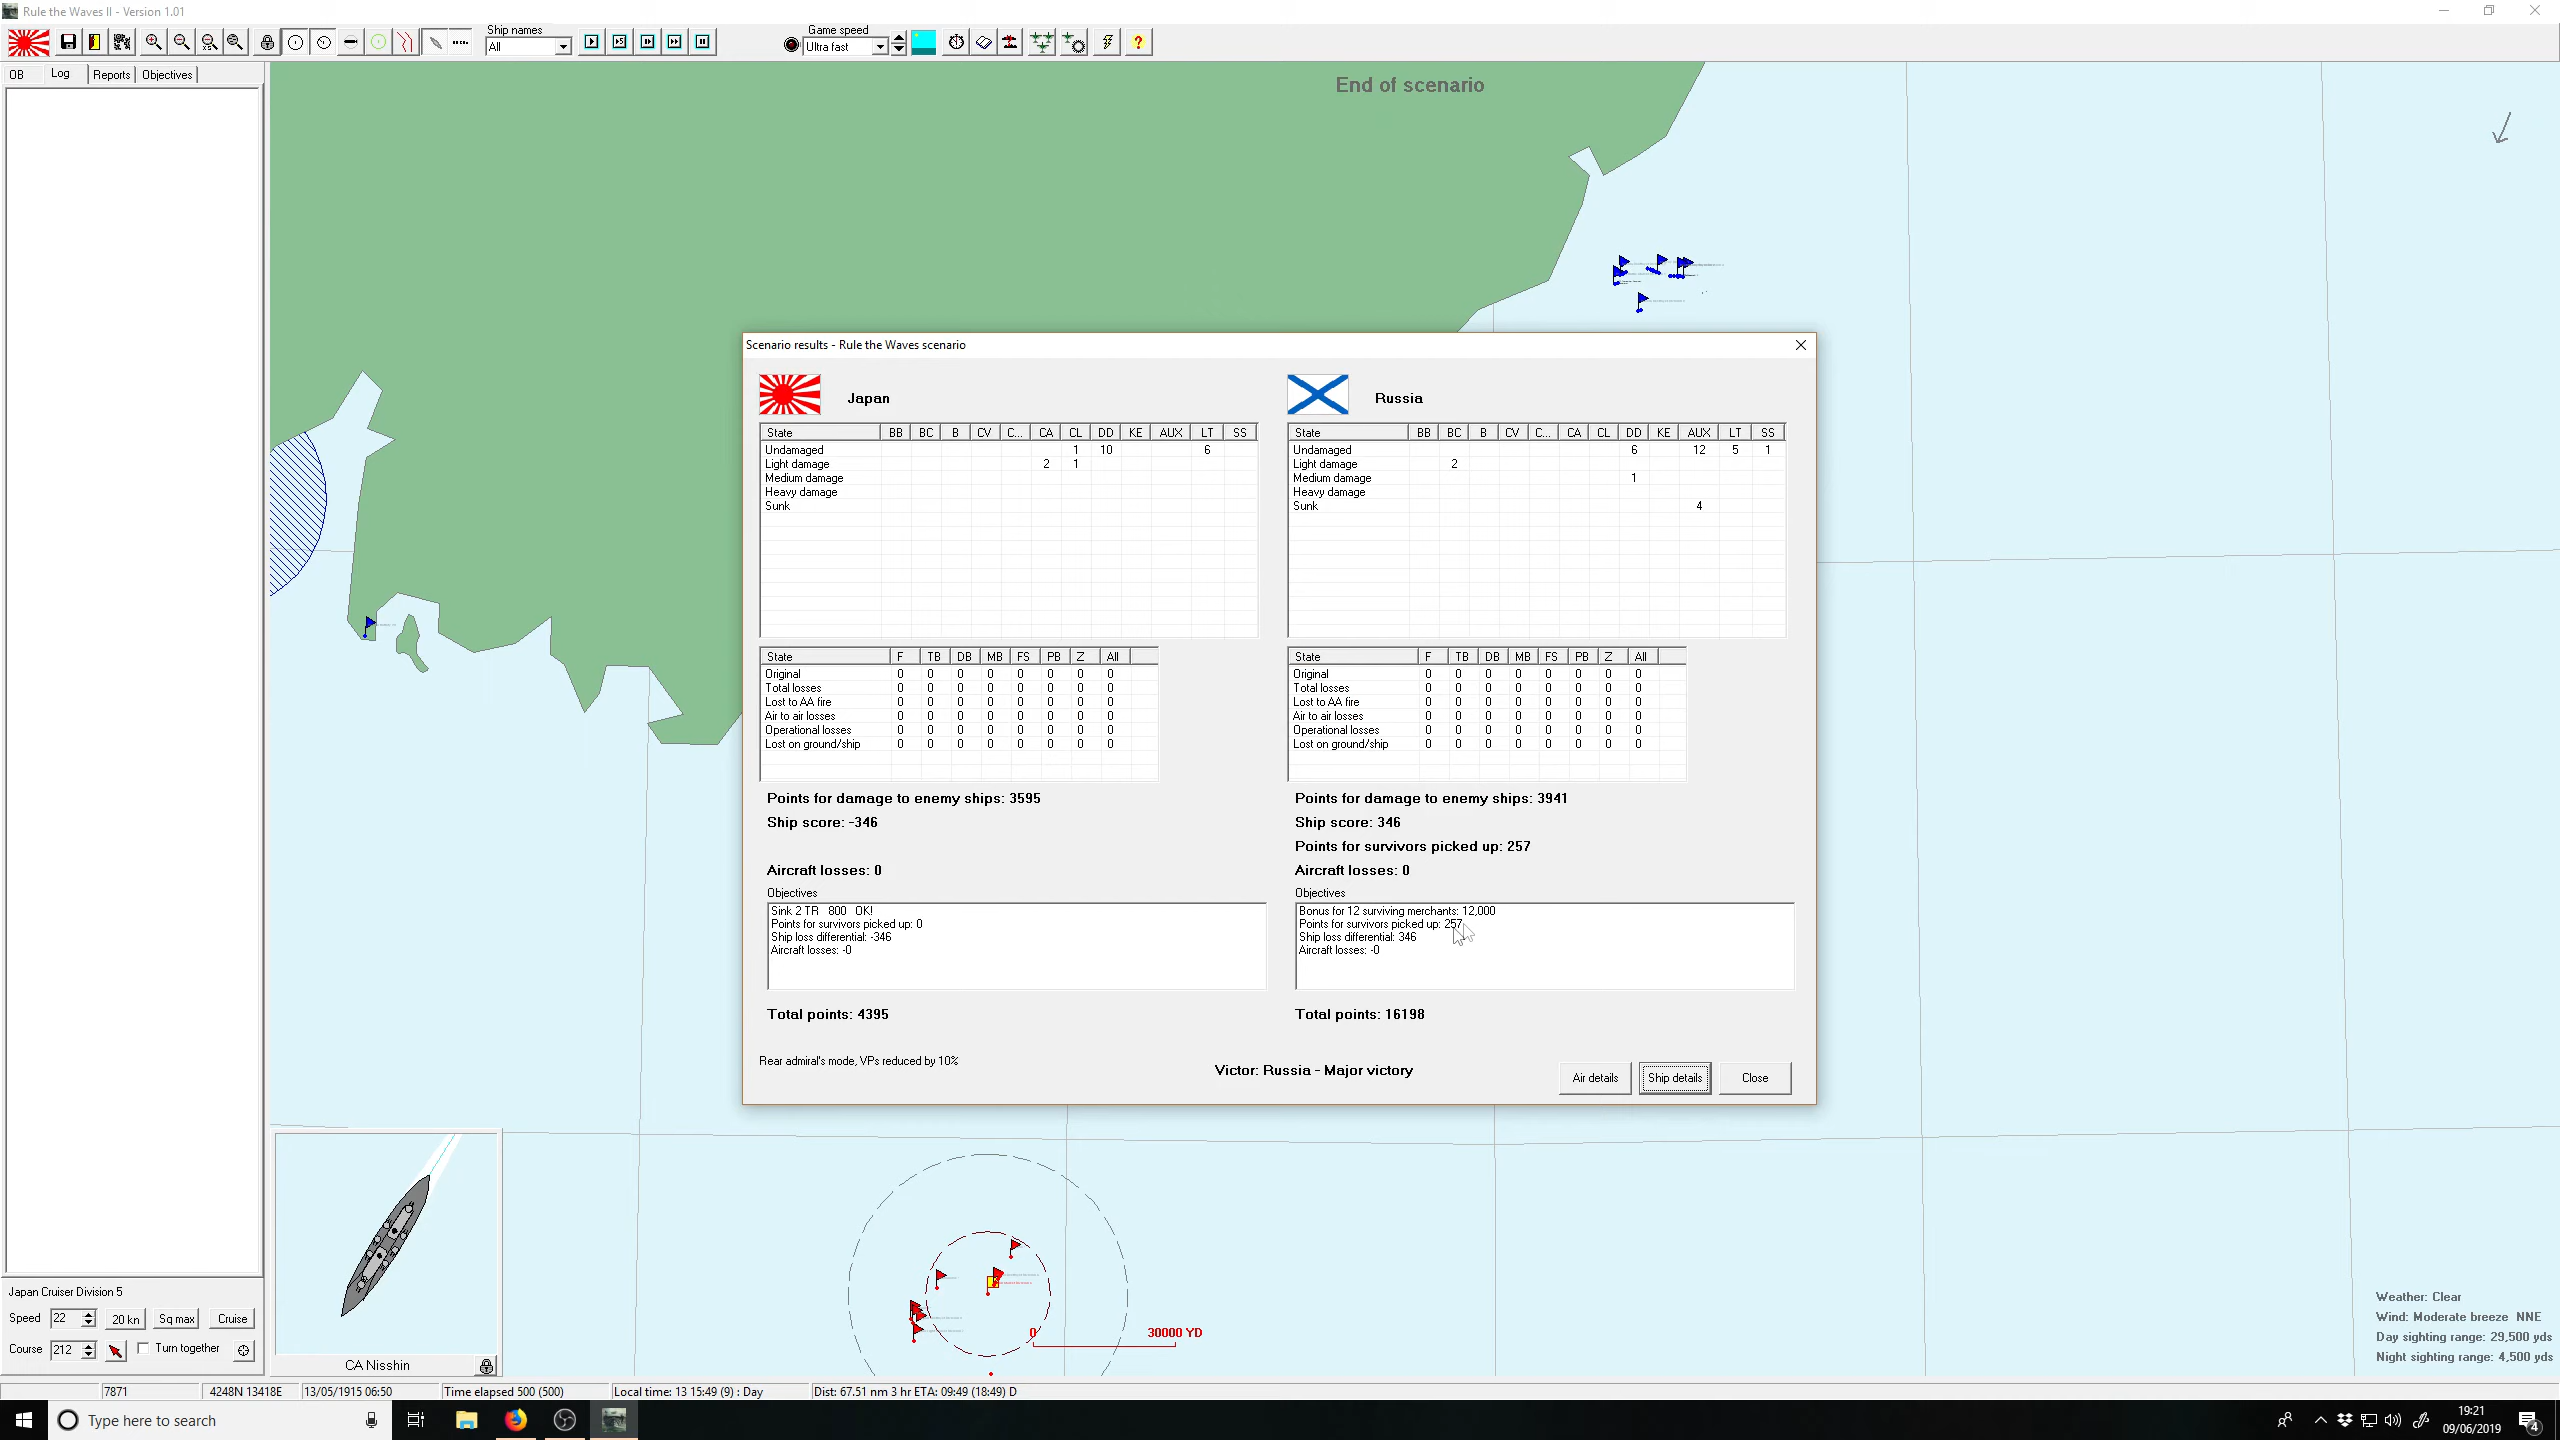 Rule the Waves II - Version 1.01
Ship names
All
Game speed
Ultra fast
OB Log Reports Objectives
End of scenario
Scenario results - Rule the Waves scenario
Japan
State BB BC B CV C... CA CL DD KE AUX LT SS
Undamaged 1 10 6
Light damage 2 1
Medium damage
Heavy damage
Sunk
State F TB DB MB FS PB Z All
Original 0 0 0 0 0 0 0 0
Total losses 0 0 0 0 0 0 0 0
Lost to AA fire 0 0 0 0 0 0 0 0
Air to air losses 0 0 0 0 0 0 0 0
Operational losses 0 0 0 0 0 0 0 0
Lost on ground/ship 0 0 0 0 0 0 0 0
Points for damage to enemy ships: 3595
Ship score: -346
Aircraft losses: 0
Objectives
Sink 2 TR 800 OK!
Points for survivors picked up: 0
Ship loss differential: -346
Aircraft losses: -0
Total points: 4395
Rear admiral's mode, VPs reduced by 10%
Russia
State BB BC B CV C... CA CL DD KE AUX LT SS
Undamaged 6 12 5 1
Light damage 2
Medium damage 1
Heavy damage
Sunk 4
State F TB DB MB FS PB Z All
Original 0 0 0 0 0 0 0 0
Total losses 0 0 0 0 0 0 0 0
Lost to AA fire 0 0 0 0 0 0 0 0
Air to air losses 0 0 0 0 0 0 0 0
Operational losses 0 0 0 0 0 0 0 0
Lost on ground/ship 0 0 0 0 0 0 0 0
Points for damage to enemy ships: 3941
Ship score: 346
Points for survivors picked up: 257
Aircraft losses: 0
Objectives
Bonus for 12 surviving merchants: 12,000
Points for survivors picked up: 257
Ship loss differential: 346
Aircraft losses: -0
Total points: 16198
Victor: Russia - Major victory
Air details Ship details Close
0 30000 YD
Weather: Clear
Wind: Moderate breeze NNE
Day sighting range: 29,500 yds
Night sighting range: 4,500 yds
Japan Cruiser Division 5
Speed 22 20 kn Sq max Cruise
Course 212 Turn together
CA Nisshin
7871 4248N 13418E 13/05/1915 06:50 Time elapsed 500 (500) Local time: 13 15:49 (9) : Day Dist: 67.51 nm 3 hr ETA: 09:49 (18:49) D
Type here to search
19:21
09/06/2019
4